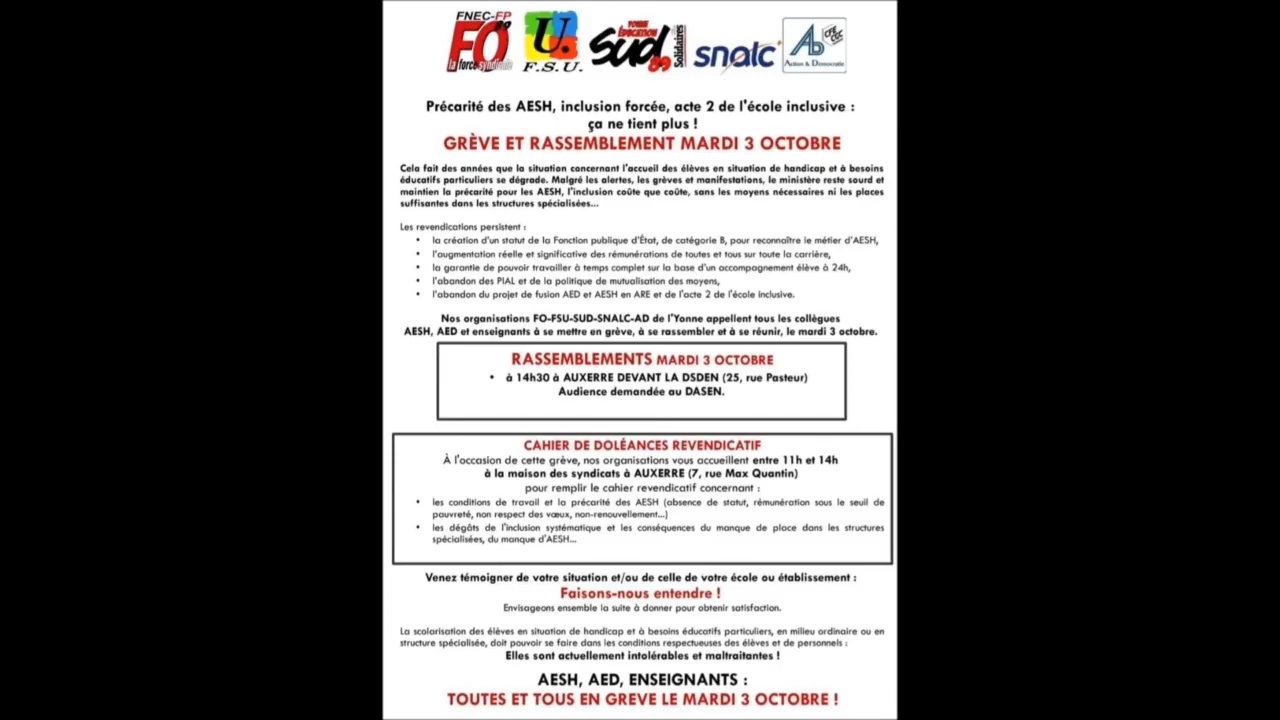 FNEC-FP
FO
la force syndicale
U.
F.S.U.
YONNE
ÉDUCATION
Sud
89
Solidaires
snalc
AD
CFE CGC
Action & Démocratie
Précarité des AESH, inclusion forcée, acte 2 de l'école inclusive :
ça ne tient plus !
GRÈVE ET RASSEMBLEMENT MARDI 3 OCTOBRE
Cela fait des années que la situation concernant l'accueil des élèves en situation de handicap et à besoins
éducatifs particuliers se dégrade. Malgré les alertes, les grèves et manifestations, le ministère reste sourd et
maintien la précarité pour les AESH, l'inclusion coûte que coûte, sans les moyens nécessaires ni les places
suffisantes dans les structures spécialisées...
Les revendications persistent :
• la création d'un statut de la Fonction publique d'État, de catégorie B, pour reconnaître le métier d'AESH,
• l'augmentation réelle et significative des rémunérations de toutes et tous sur toute la carrière,
• la garantie de pouvoir travailler à temps complet sur la base d'un accompagnement élève à 24h,
• l'abandon des PIAL et de la politique de mutualisation des moyens,
• l'abandon du projet de fusion AED et AESH en ARE et de l'acte 2 de l'école inclusive.
Nos organisations FO-FSU-SUD-SNALC-AD de l'Yonne appellent tous les collègues
AESH, AED et enseignants à se mettre en grève, à se rassembler et à se réunir, le mardi 3 octobre.
RASSEMBLEMENTS MARDI 3 OCTOBRE
• à 14h30 à AUXERRE DEVANT LA DSDEN (25, rue Pasteur)
Audience demandée au DASEN.
CAHIER DE DOLÉANCES REVENDICATIF
À l'occasion de cette grève, nos organisations vous accueillent entre 11h et 14h
à la maison des syndicats à AUXERRE (7, rue Max Quantin)
pour remplir le cahier revendicatif concernant :
• les conditions de travail et la précarité des AESH (absence de statut, rémunération sous le seuil de
pauvreté, non respect des vœux, non-renouvellement...)
• les dégâts de l'inclusion systématique et les conséquences du manque de place dans les structures
spécialisées, du manque d'AESH...
Venez témoigner de votre situation et/ou de celle de votre école ou établissement :
Faisons-nous entendre !
Envisageons ensemble la suite à donner pour obtenir satisfaction.
La scolarisation des élèves en situation de handicap et à besoins éducatifs particuliers, en milieu ordinaire ou en
structure spécialisée, doit pouvoir se faire dans les conditions respectueuses des élèves et de personnels :
Elles sont actuellement intolérables et maltraitantes !
AESH, AED, ENSEIGNANTS :
TOUTES ET TOUS EN GREVE LE MARDI 3 OCTOBRE !